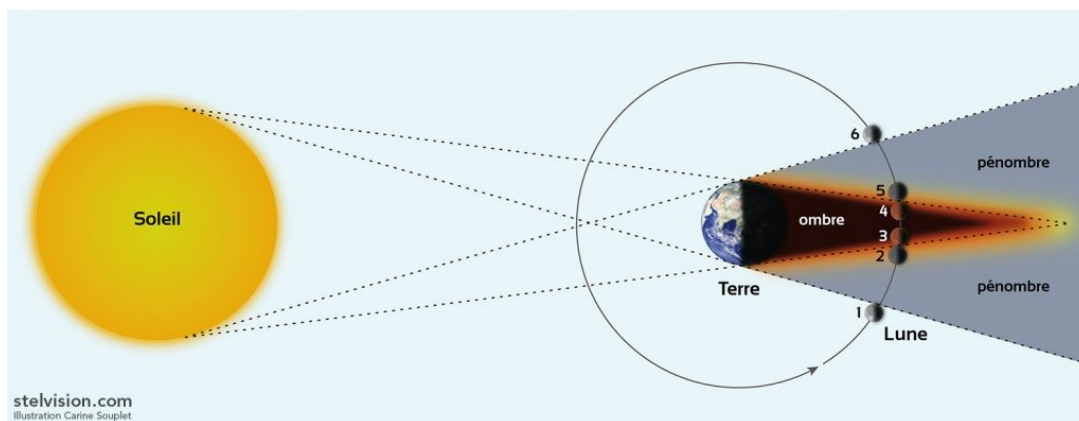 Soleil
Terre
ombre
pénombre
pénombre
6
5
4
3
2
1
Lune
stelvision.com
Illustration Carine Souplet